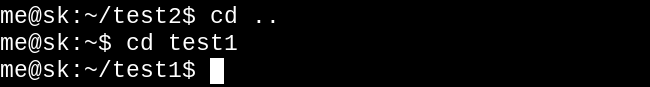 me@sk:~/test2$ cd ..
me@sk:~$ cd test1
me@sk:~/test1$